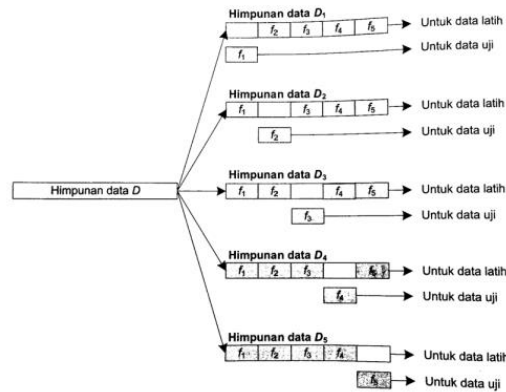 Himpunan data D
Himpunan data D1
f2 f3 f4 f5
Untuk data latih
f1
Untuk data uji
Himpunan data D2
f1 f3 f4 f5
Untuk data latih
f2
Untuk data uji
Himpunan data D3
f1 f2 f4 f5
Untuk data latih
f3
Untuk data uji
Himpunan data D4
f1 f2 f3 f5
Untuk data latih
f4
Untuk data uji
Himpunan data D5
f1 f2 f3 f4
Untuk data latih
f5
Untuk data uji